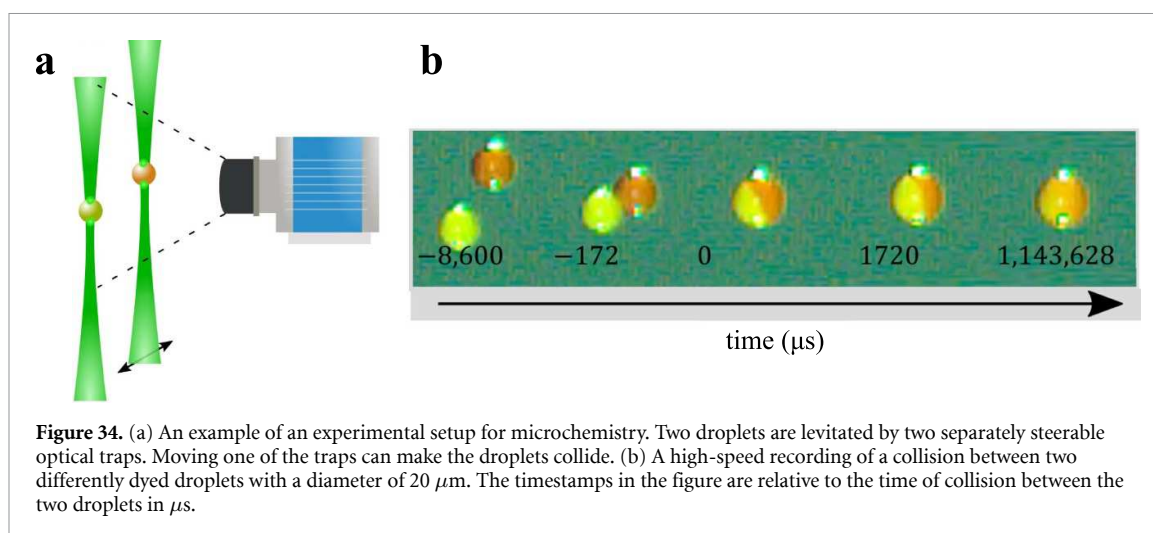 a
b
−8,600 −172 0 1720 1,143,628
time (μs)
Figure 34. (a) An example of an experimental setup for microchemistry. Two droplets are levitated by two separately steerable
optical traps. Moving one of the traps can make the droplets collide. (b) A high-speed recording of a collision between two
differently dyed droplets with a diameter of 20 μm. The timestamps in the figure are relative to the time of collision between the
two droplets in μs.